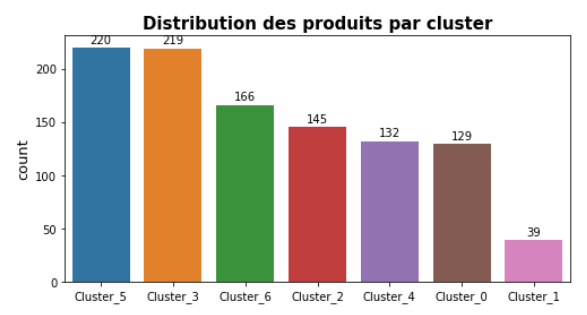 Distribution des produits par cluster
220 219 166 145 132 129 39
count
200
150
100
50
0
Cluster_5 Cluster_3 Cluster_6 Cluster_2 Cluster_4 Cluster_0 Cluster_1